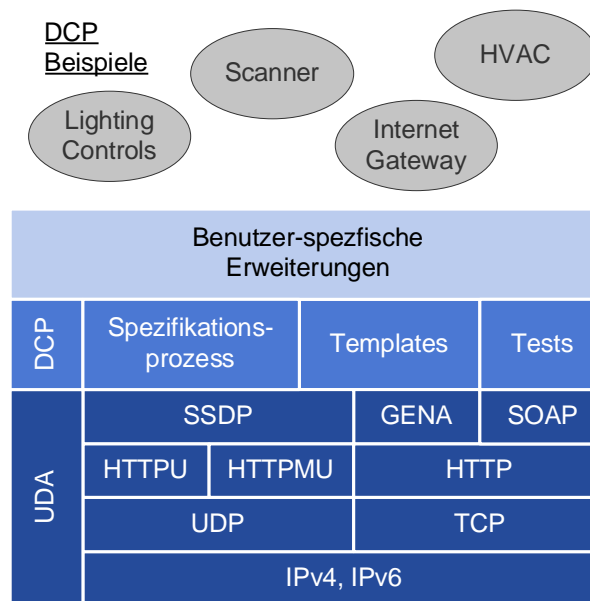 DCP
Beispiele
Scanner
HVAC
Lighting
Controls
Internet
Gateway
Benutzer-spezfische
Erweiterungen
DCP
Spezifikations-
prozess
Templates
Tests
UDA
SSDP
GENA
SOAP
HTTPU
HTTPMU
HTTP
UDP
TCP
IPv4, IPv6